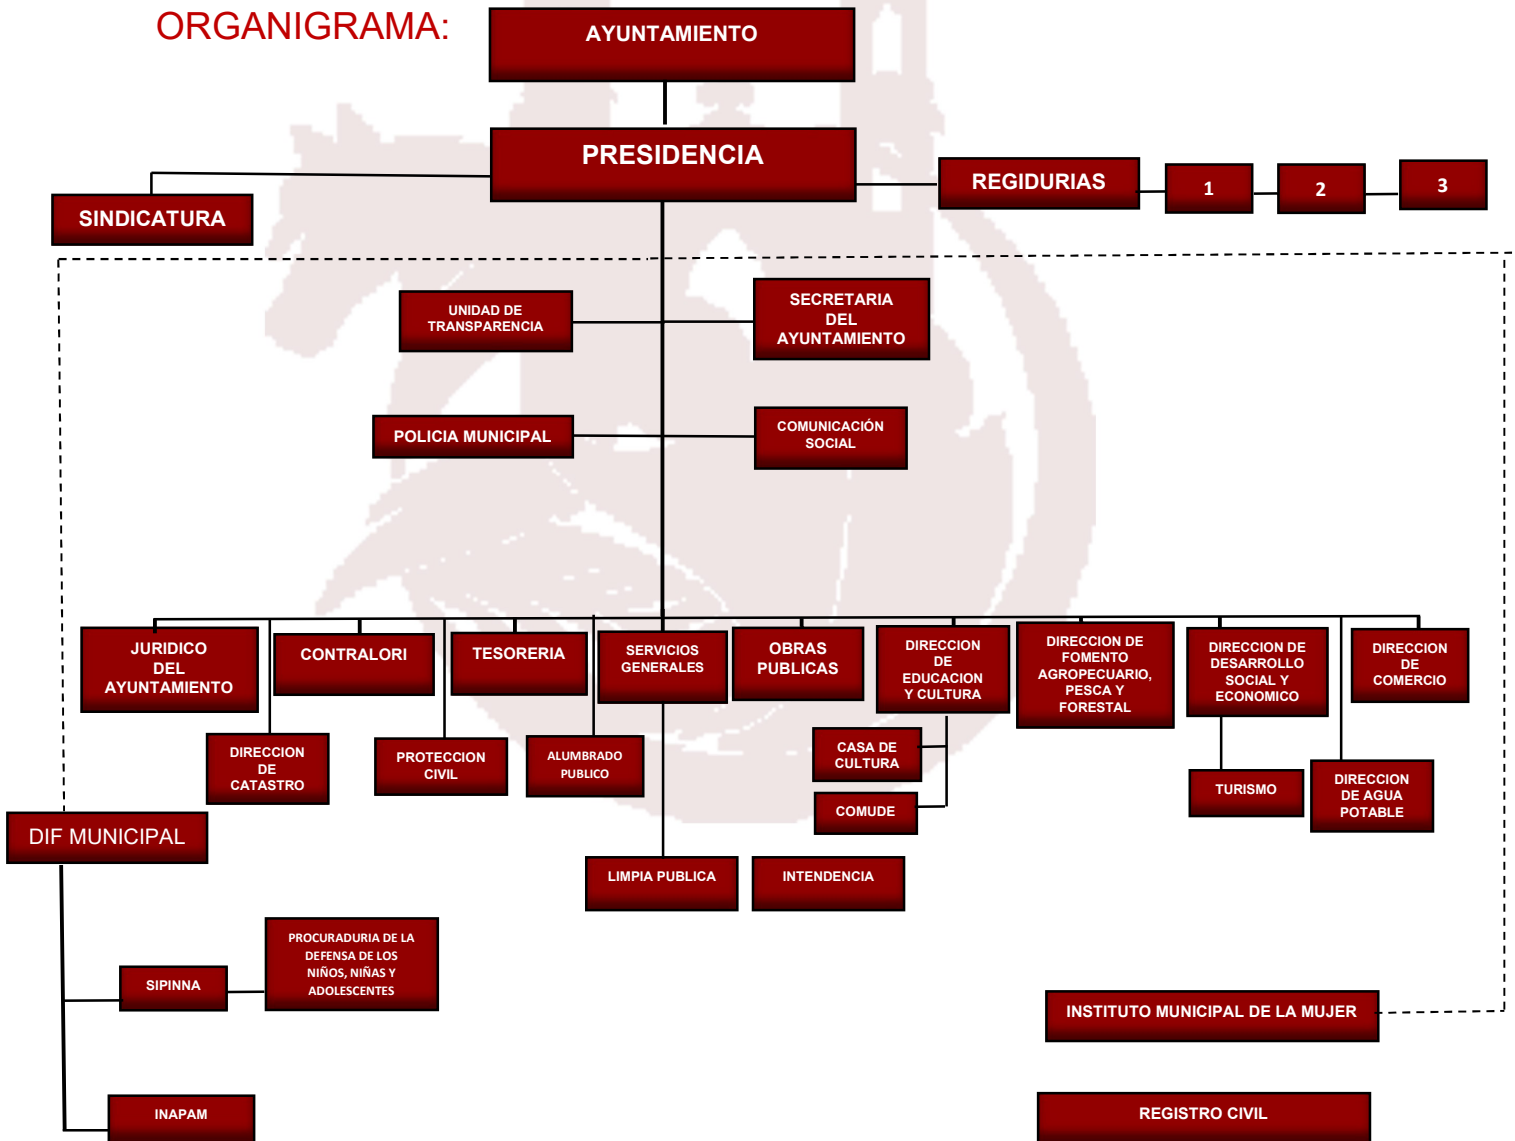 ORGANIGRAMA:
AYUNTAMIENTO
PRESIDENCIA
REGIDURIAS
1
2
3
SINDICATURA
UNIDAD DE
TRANSPARENCIA
SECRETARIA
DEL
AYUNTAMIENTO
POLICIA MUNICIPAL
COMUNICACIÓN
SOCIAL
JURIDICO
DEL
AYUNTAMIENTO
CONTRALORI
TESORERIA
SERVICIOS
GENERALES
OBRAS
PUBLICAS
DIRECCION
DE
EDUCACION
Y CULTURA
DIRECCION DE
FOMENTO
AGROPECUARIO,
PESCA Y
FORESTAL
DIRECCION DE
DESARROLLO
SOCIAL Y
ECONOMICO
DIRECCION
DE
COMERCIO
DIRECCION
DE
CATASTRO
PROTECCION
CIVIL
ALUMBRADO
PUBLICO
CASA DE
CULTURA
COMUDE
TURISMO
DIRECCION
DE AGUA
POTABLE
DIF MUNICIPAL
LIMPIA PUBLICA
INTENDENCIA
SIPINNA
PROCURADURIA DE LA
DEFENSA DE LOS
NIÑOS, NIÑAS Y
ADOLESCENTES
INSTITUTO MUNICIPAL DE LA MUJER
INAPAM
REGISTRO CIVIL